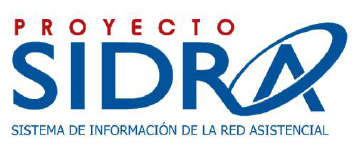 PROYECTO
SIDRA
SISTEMA DE INFORMACIÓN DE LA RED ASISTENCIAL